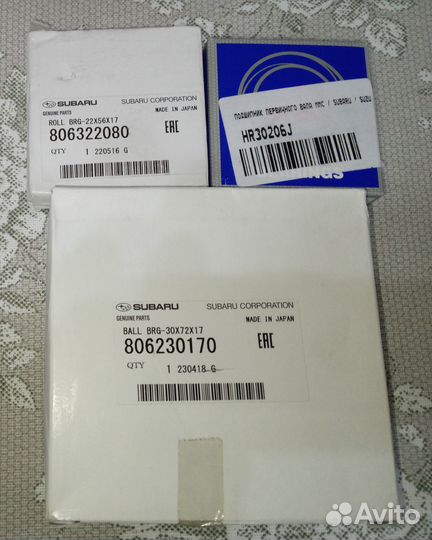 SUBARU
SUBARU CORPORATION
GENUINE PARTS
MADE IN JAPAN
ROLL BRG-22X56X17
806322080
EAC
QTY
1 220516 G
ПОДШИПНИК ПЕРВИЧНОГО ВАЛА MMC / SUBARU / SUZU
HR30206J
SUBARU
SUBARU CORPORATION
GENUINE PARTS
MADE IN JAPAN
BALL BRG-30X72X17
806230170
EAC
QTY
1 230418 G
Avito